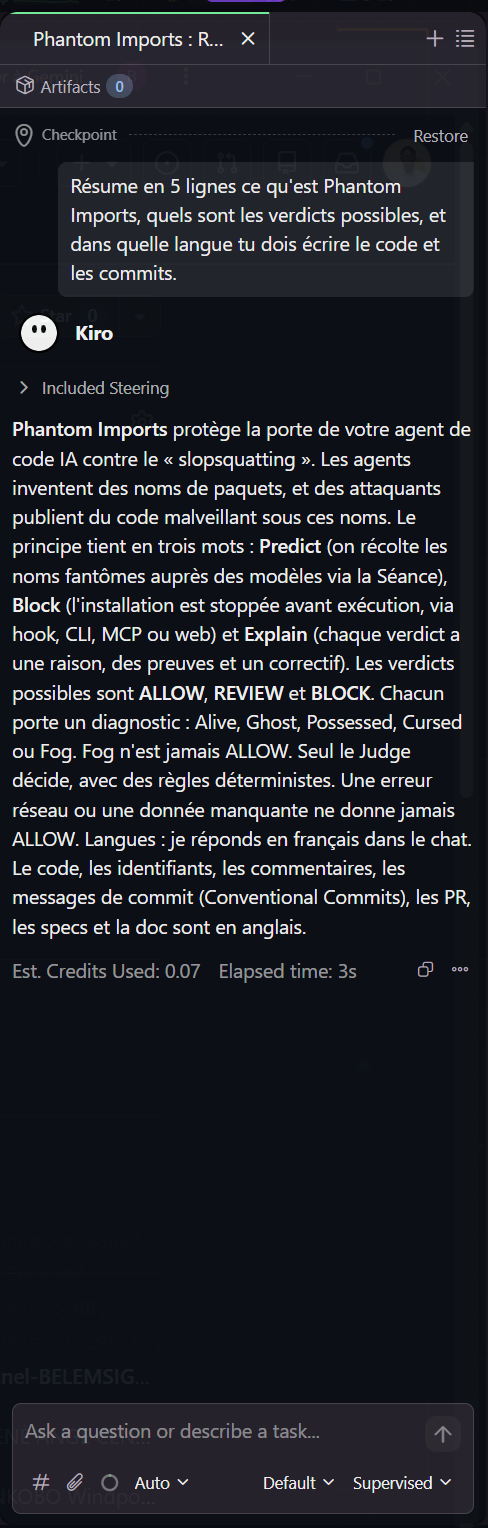 Phantom Imports : R...
Artifacts 0
Checkpoint Restore
Résume en 5 lignes ce qu'est Phantom
Imports, quels sont les verdicts possibles, et
dans quelle langue tu dois écrire le code et
les commits.
Kiro
Included Steering
Phantom Imports protège la porte de votre agent de
code IA contre le « slopsquatting ». Les agents
inventent des noms de paquets, et des attaquants
publient du code malveillant sous ces noms. Le
principe tient en trois mots : Predict (on récolte les
noms fantômes auprès des modèles via la Séance),
Block (l'installation est stoppée avant exécution, via
hook, CLI, MCP ou web) et Explain (chaque verdict a
une raison, des preuves et un correctif). Les verdicts
possibles sont ALLOW, REVIEW et BLOCK. Chacun
porte un diagnostic : Alive, Ghost, Possessed, Cursed
ou Fog. Fog n'est jamais ALLOW. Seul le Judge
décide, avec des règles déterministes. Une erreur
réseau ou une donnée manquante ne donne jamais
ALLOW. Langues : je réponds en français dans le chat.
Le code, les identifiants, les commentaires, les
messages de commit (Conventional Commits), les PR,
les specs et la doc sont en anglais.
Est. Credits Used: 0.07 Elapsed time: 3s
nel-BELEMSIG...
Ask a question or describe a task...
Auto Default Supervised